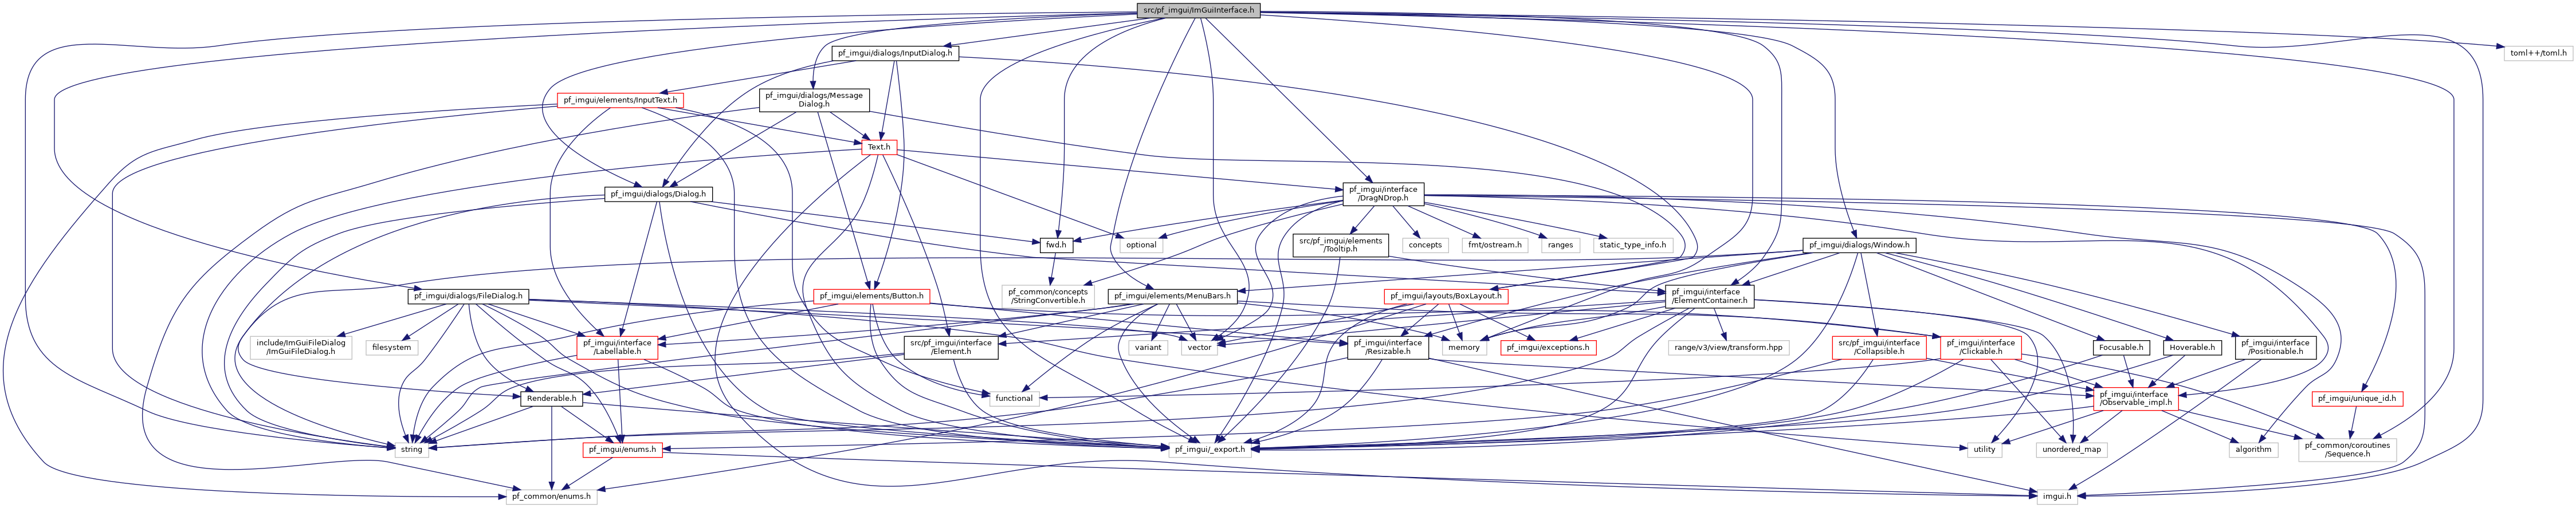 src/pf_imgui/ImGuiInterface.h
pf_imgui/dialogs/InputDialog.h
toml++/toml.h
pf_imgui/elements/InputText.h
pf_imgui/dialogs/Message
Dialog.h
Text.h
pf_imgui/dialogs/Dialog.h
pf_imgui/interface
/DragNDrop.h
fwd.h
optional
src/pf_imgui/elements
/Tooltip.h
concepts
fmt/ostream.h
ranges
static_type_info.h
pf_imgui/dialogs/Window.h
pf_imgui/dialogs/FileDialog.h
pf_imgui/elements/Button.h
pf_common/concepts
/StringConvertible.h
pf_imgui/elements/MenuBars.h
pf_imgui/layouts/BoxLayout.h
pf_imgui/interface
/ElementContainer.h
include/ImGuiFileDialog
/ImGuiFileDialog.h
filesystem
pf_imgui/interface
/Labellable.h
src/pf_imgui/interface
/Element.h
variant
vector
pf_imgui/interface
/Resizable.h
memory
pf_imgui/exceptions.h
range/v3/view/transform.hpp
src/pf_imgui/interface
/Collapsible.h
pf_imgui/interface
/Clickable.h
Focusable.h
Hoverable.h
pf_imgui/interface
/Positionable.h
Renderable.h
functional
pf_imgui/interface
/Observable_impl.h
pf_imgui/unique_id.h
string
pf_imgui/enums.h
pf_imgui/_export.h
utility
unordered_map
algorithm
pf_common/coroutines
/Sequence.h
pf_common/enums.h
imgui.h